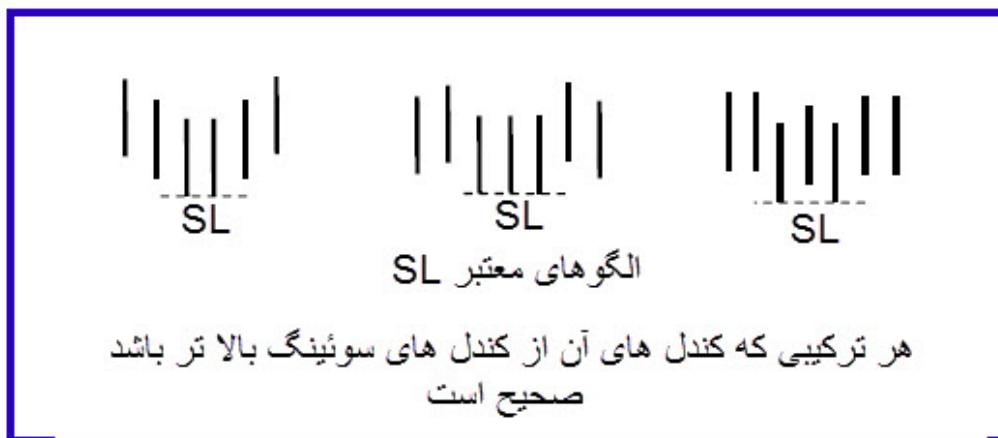 SL
SL
SL
الگوهای معتبر SL
هر ترکیبی که کندل های آن از کندل های سوئینگ بالا تر باشد
صحیح است